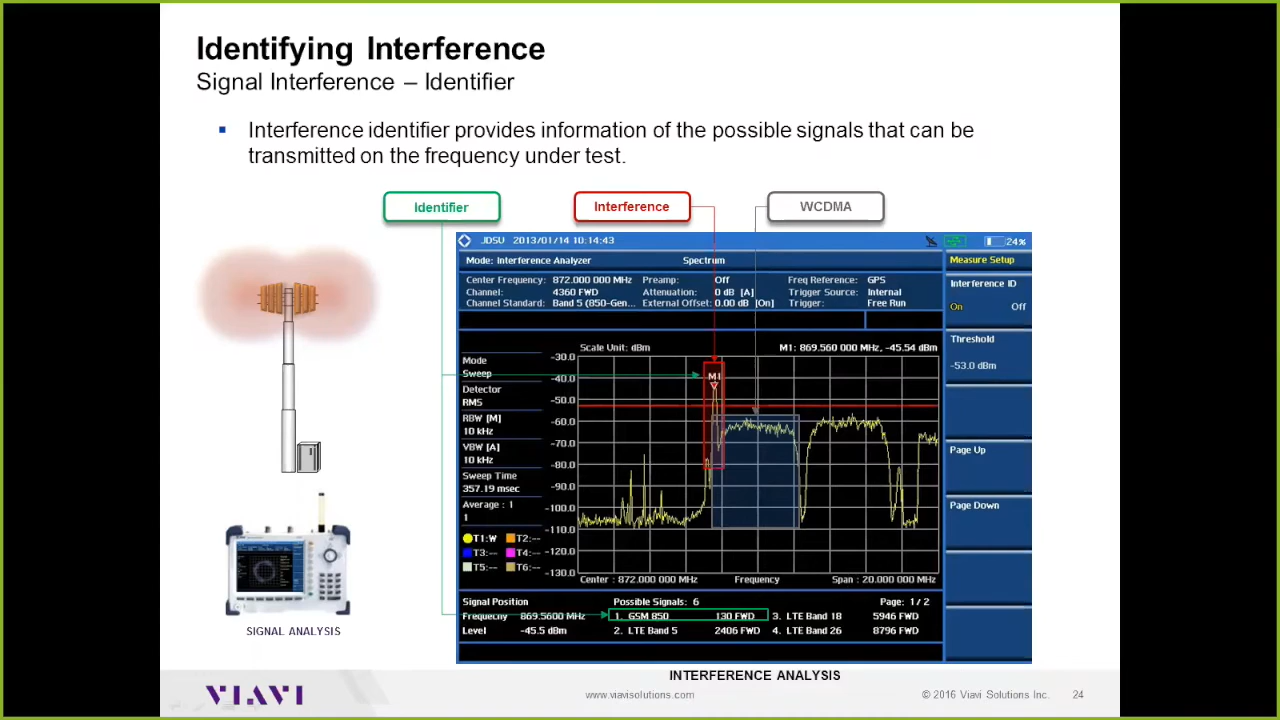 Identifying Interference
Signal Interference – Identifier
▪ Interference identifier provides information of the possible signals that can be
transmitted on the frequency under test.
Identifier
Interference
WCDMA
JDSU 2013/01/14 10:14:43
24%
Mode: Interference Analyzer
Spectrum
Center Frequency: 872.000 000 MHz
Preamp: Off
Freq Reference: GPS
Channel: 4360 FWD
Attenuation: 0 dB [A]
Trigger Source: Internal
Channel Standard: Band 5 (850-Gen...
External Offset: 0.00 dB [On]
Trigger: Free Run
Measure Setup
Interference ID
On Off
Threshold
-53.0 dBm
Page Up
Page Down
Scale Unit: dBm
M1: 869.560 000 MHz, -45.54 dBm
Mode
Sweep
Detector
RMS
RBW [M]
10 kHz
VBW [A]
10 kHz
Sweep Time
357.19 msec
Average : 1
1
T1:W T2:--
T3:-- T4:--
T5:-- T6:--
-30.0
-40.0
-50.0
-60.0
-70.0
-80.0
-90.0
-100.0
-110.0
-120.0
-130.0
M1
Center : 872.000 000 MHz
Frequency
Span : 20.000 000 MHz
Signal Position
Possible Signals: 6
Page: 1/ 2
Frequency 869.5600 MHz
1. GSM 850 130 FWD
3. LTE Band 18 5946 FWD
Level -45.5 dBm
2. LTE Band 5 2406 FWD
4. LTE Band 26 8796 FWD
SIGNAL ANALYSIS
INTERFERENCE ANALYSIS
VIAVI
www.viavisolutions.com
© 2016 Viavi Solutions Inc.
24